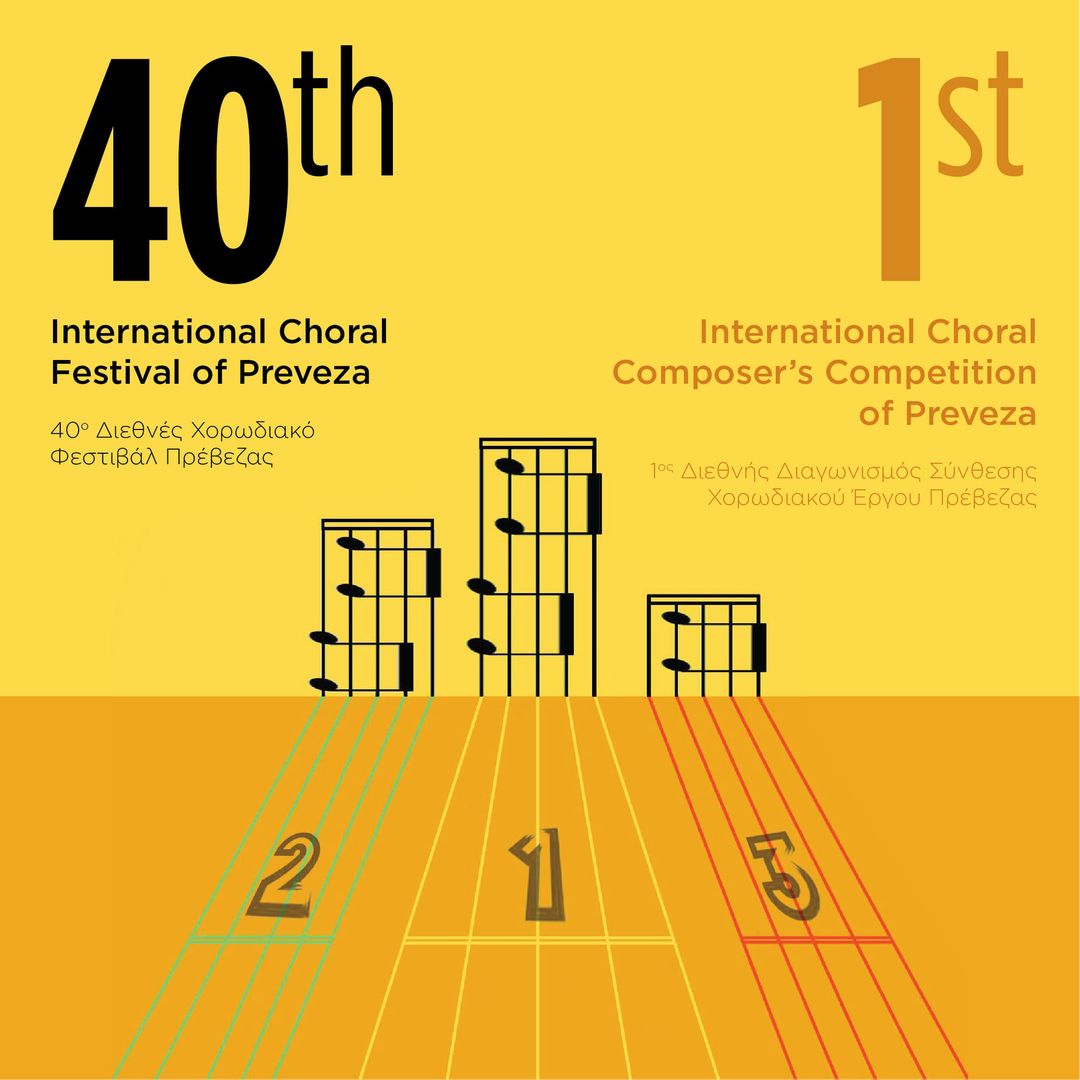 40th
International Choral
Festival of Preveza
40ο Διεθνές Χορωδιακό
Φεστιβάλ Πρέβεζας
1st
International Choral
Composer’s Competition
of Preveza
1ος Διεθνής Διαγωνισμός Σύνθεσης
Χορωδιακού Έργου Πρέβεζας
2 1 3